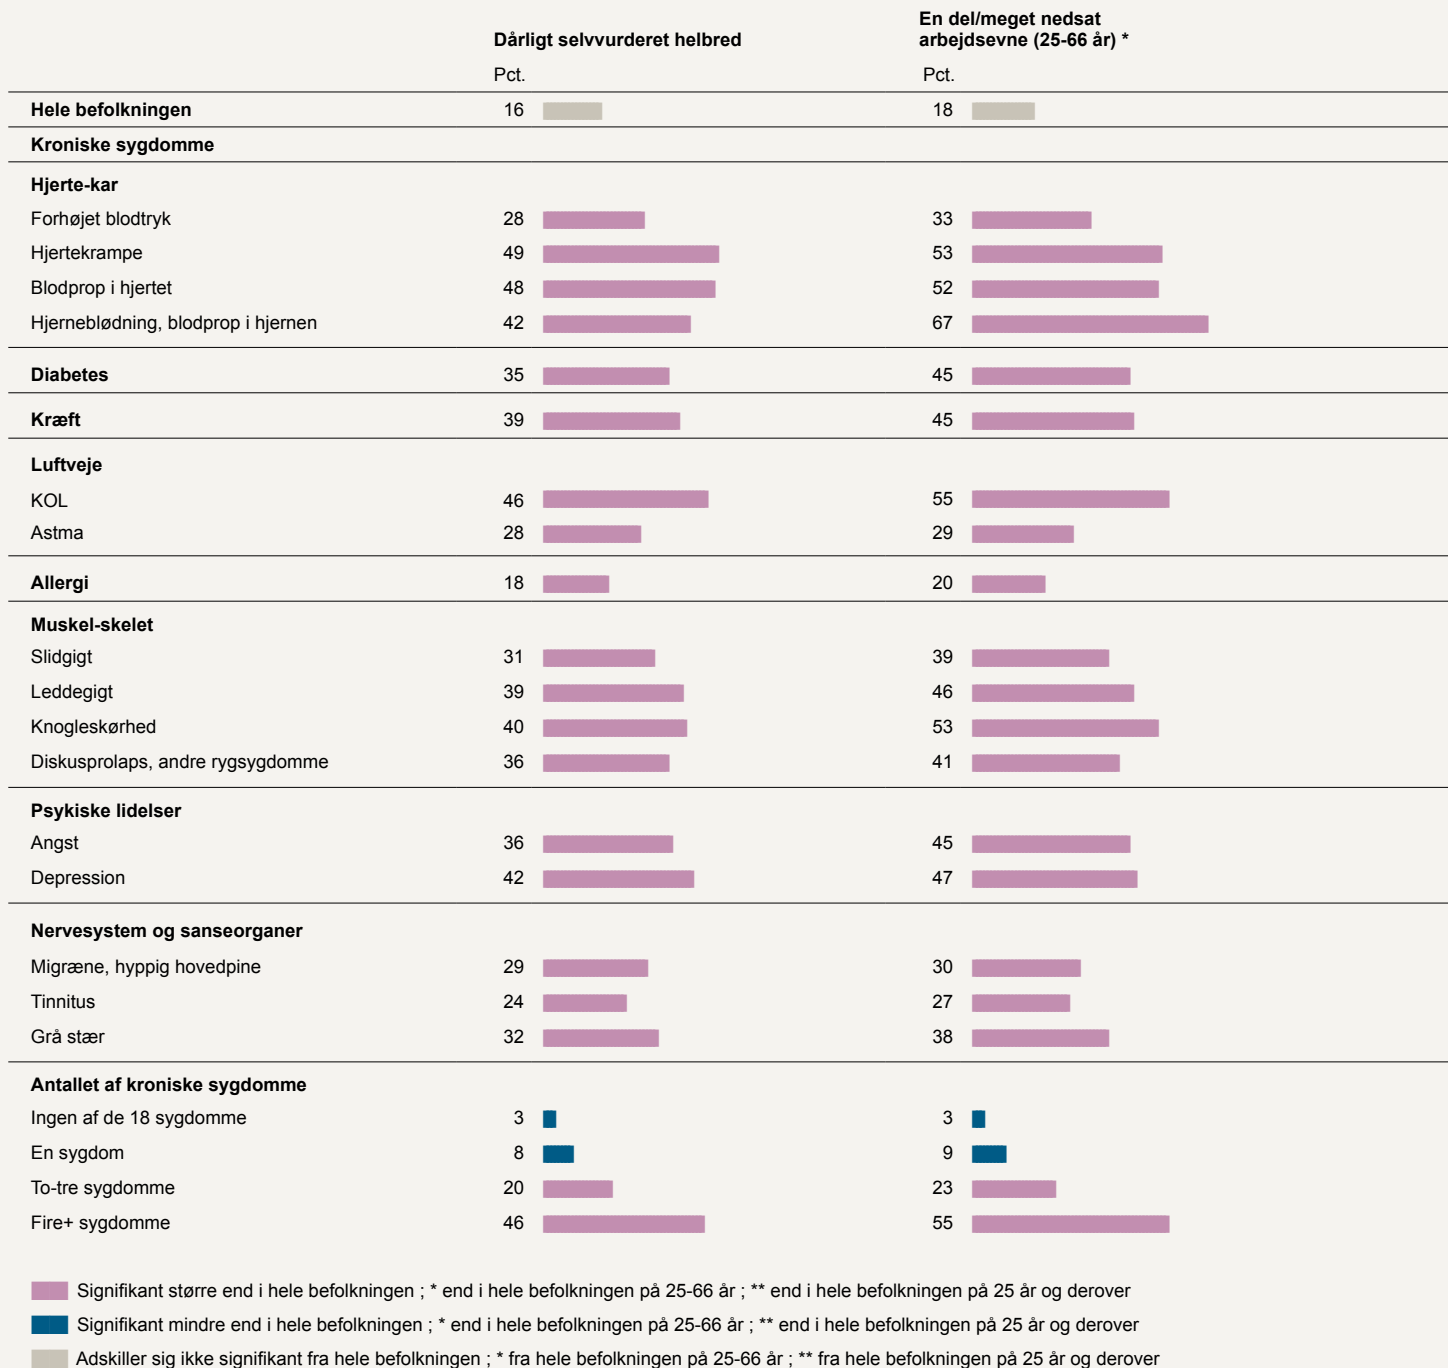 Dårligt selvvurderet helbred
En del/meget nedsat
arbejdsevne (25-66 år) *
Pct. Pct.
Hele befolkningen 16 18
Kroniske sygdomme
Hjerte-kar
Forhøjet blodtryk 28 33
Hjertekrampe 49 53
Blodprop i hjertet 48 52
Hjerneblødning, blodprop i hjernen 42 67
Diabetes 35 45
Kræft 39 45
Luftveje
KOL 46 55
Astma 28 29
Allergi 18 20
Muskel-skelet
Slidgigt 31 39
Leddegigt 39 46
Knogleskørhed 40 53
Diskusprolaps, andre rygsygdomme 36 41
Psykiske lidelser
Angst 36 45
Depression 42 47
Nervesystem og sanseorganer
Migræne, hyppig hovedpine 29 30
Tinnitus 24 27
Grå stær 32 38
Antallet af kroniske sygdomme
Ingen af de 18 sygdomme 3 3
En sygdom 8 9
To-tre sygdomme 20 23
Fire+ sygdomme 46 55
Signifikant større end i hele befolkningen ; * end i hele befolkningen på 25-66 år ; ** end i hele befolkningen på 25 år og derover
Signifikant mindre end i hele befolkningen ; * end i hele befolkningen på 25-66 år ; ** end i hele befolkningen på 25 år og derover
Adskiller sig ikke signifikant fra hele befolkningen ; * fra hele befolkningen på 25-66 år ; ** fra hele befolkningen på 25 år og derover